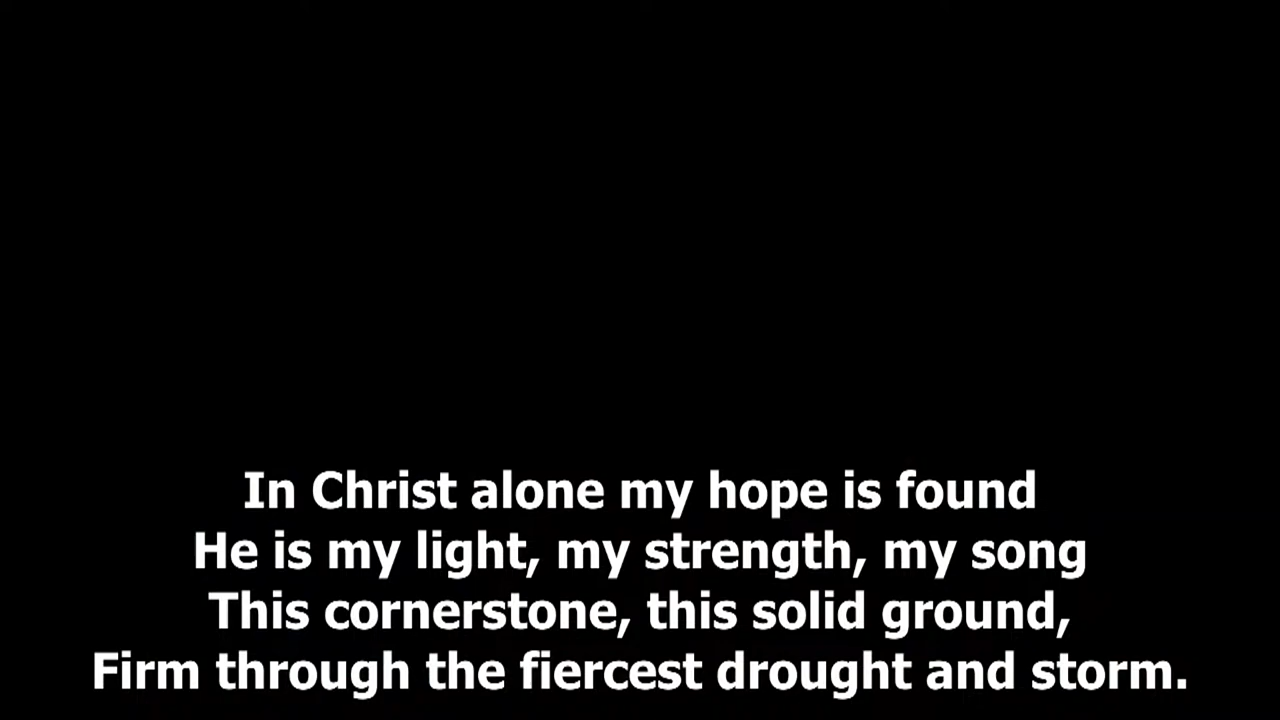 In Christ alone my hope is found
He is my light, my strength, my song
This cornerstone, this solid ground,
Firm through the fiercest drought and storm.